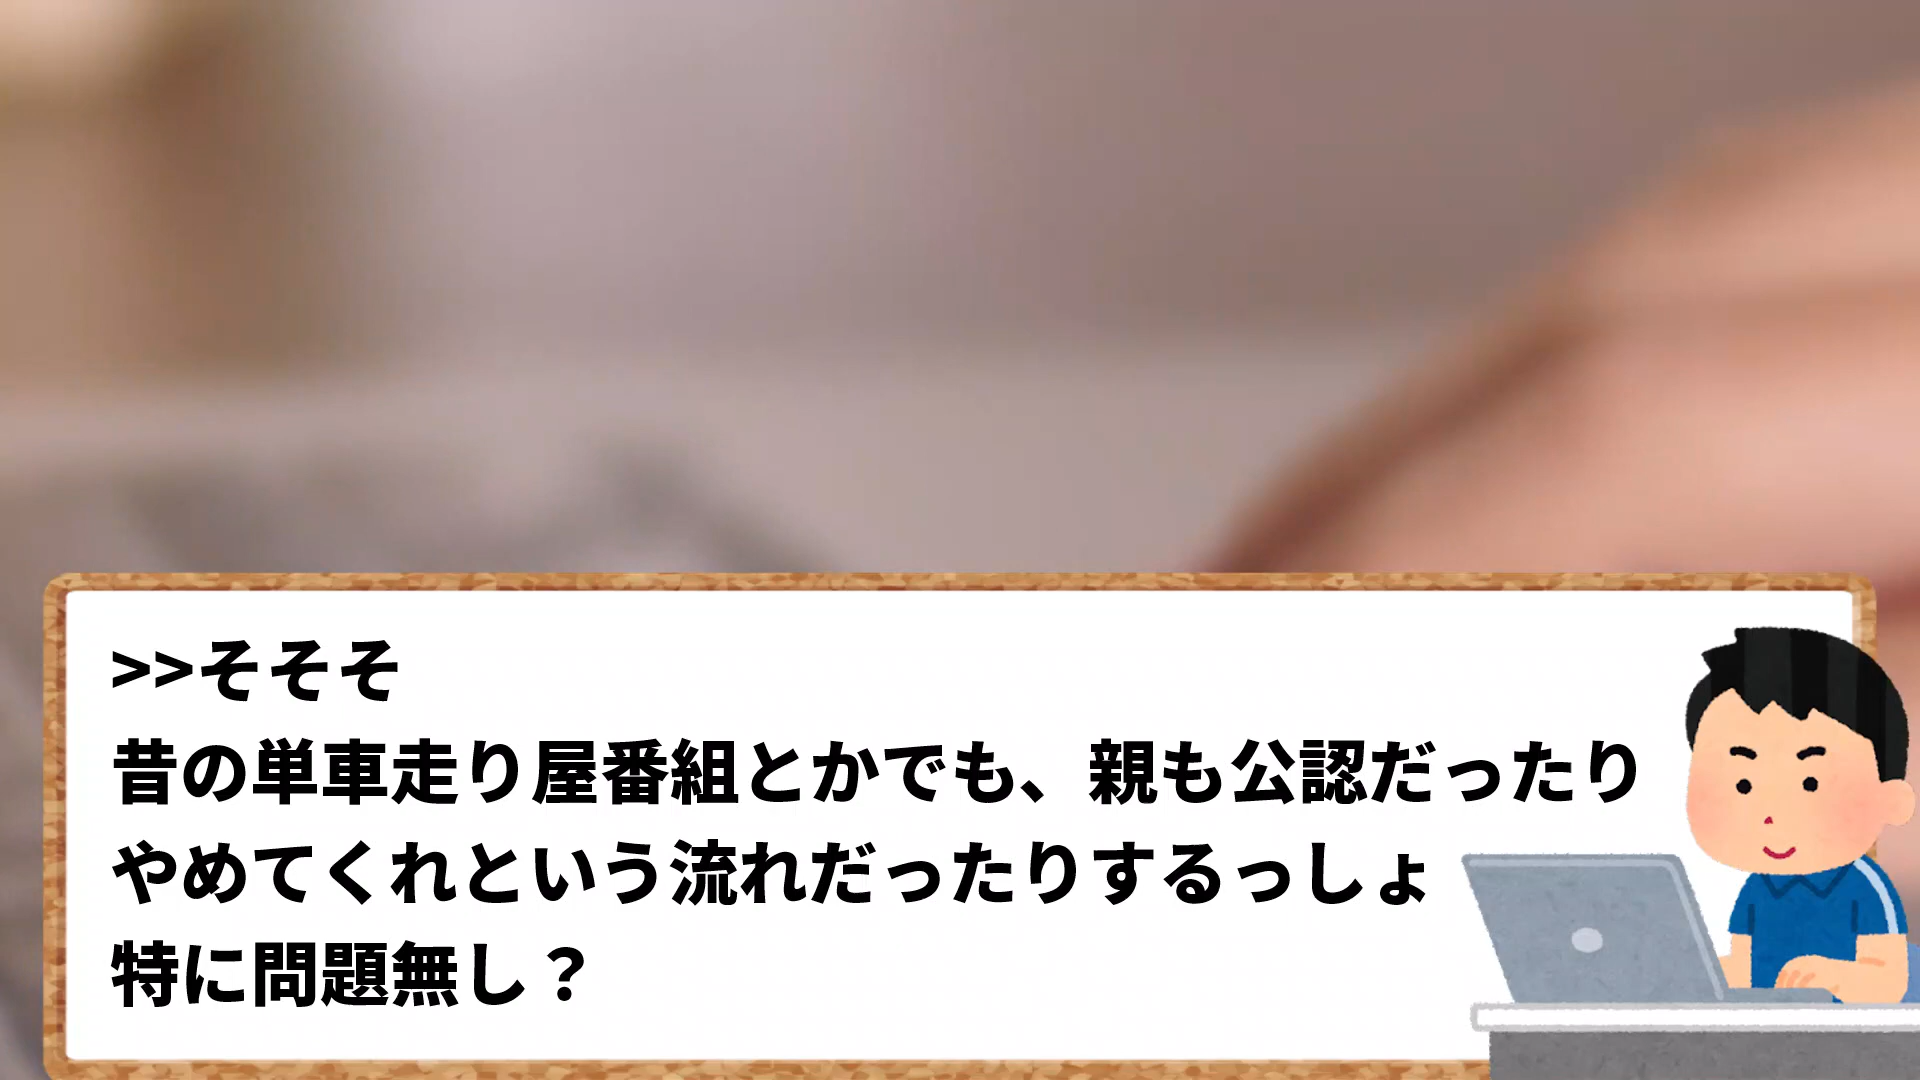 >>そそそ
昔の単車走り屋番組とかでも、親も公認だったり
やめてくれという流れだったりするっしょ
特に問題無し？